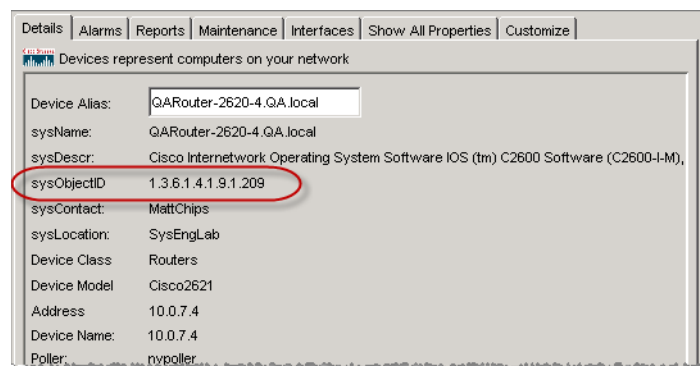 Details Alarms Reports Maintenance Interfaces Show All Properties Customize
Cisco Systems Devices represent computers on your network
Device Alias: QARouter-2620-4.QA.local
sysName: QARouter-2620-4.QA.local
sysDescr: Cisco Internetwork Operating System Software IOS (tm) C2600 Software (C2600-I-M),
sysObjectID 1.3.6.1.4.1.9.1.209
sysContact: MattChips
sysLocation: SysEngLab
Device Class Routers
Device Model Cisco2621
Address 10.0.7.4
Device Name: 10.0.7.4
Poller: nvpoller